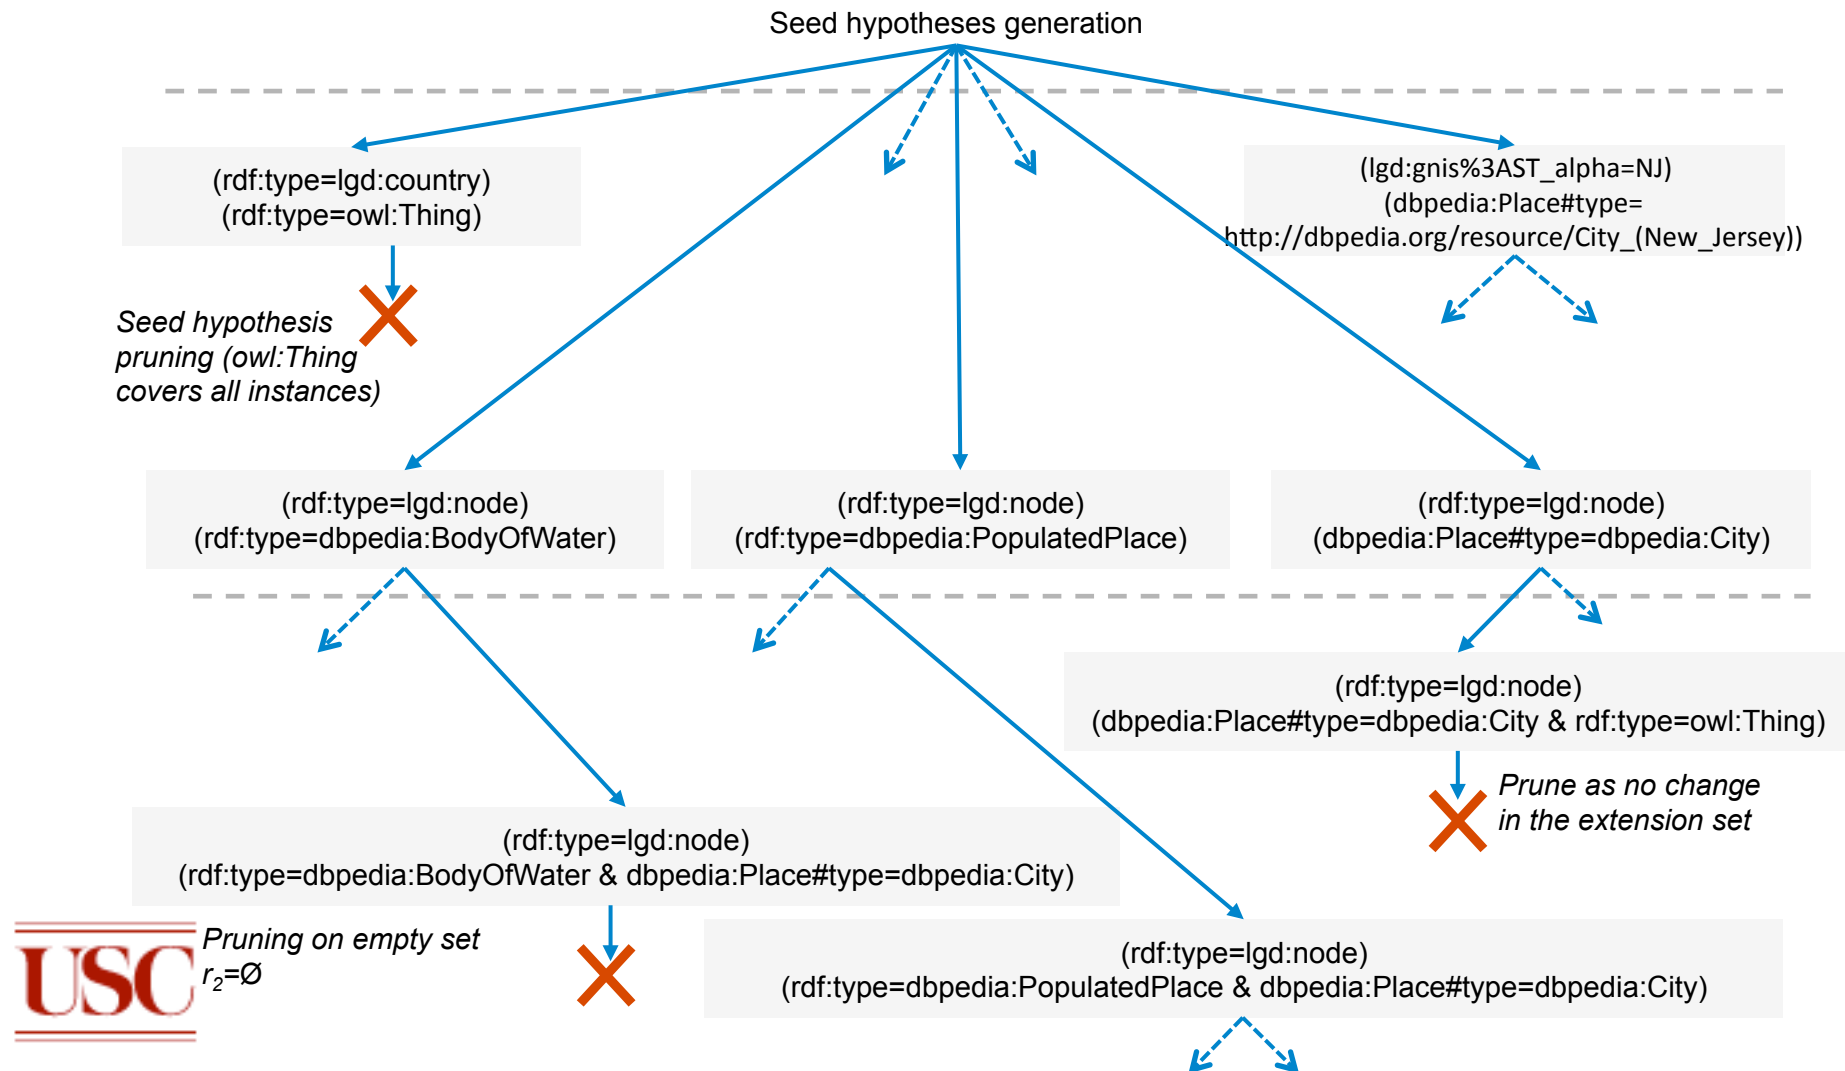 Seed hypotheses generation
(rdf:type=lgd:country)
(rdf:type=owl:Thing)
(lgd:gnis%3AST_alpha=NJ)
(dbpedia:Place#type=
http://dbpedia.org/resource/City_(New_Jersey))
Seed hypothesis
pruning (owl:Thing
covers all instances)
(rdf:type=lgd:node)
(rdf:type=dbpedia:BodyOfWater)
(rdf:type=lgd:node)
(rdf:type=dbpedia:PopulatedPlace)
(rdf:type=lgd:node)
(dbpedia:Place#type=dbpedia:City)
(rdf:type=lgd:node)
(dbpedia:Place#type=dbpedia:City & rdf:type=owl:Thing)
Prune as no change
in the extension set
(rdf:type=lgd:node)
(rdf:type=dbpedia:BodyOfWater & dbpedia:Place#type=dbpedia:City)
USC
Pruning on empty set
r2=Ø
(rdf:type=lgd:node)
(rdf:type=dbpedia:PopulatedPlace & dbpedia:Place#type=dbpedia:City)